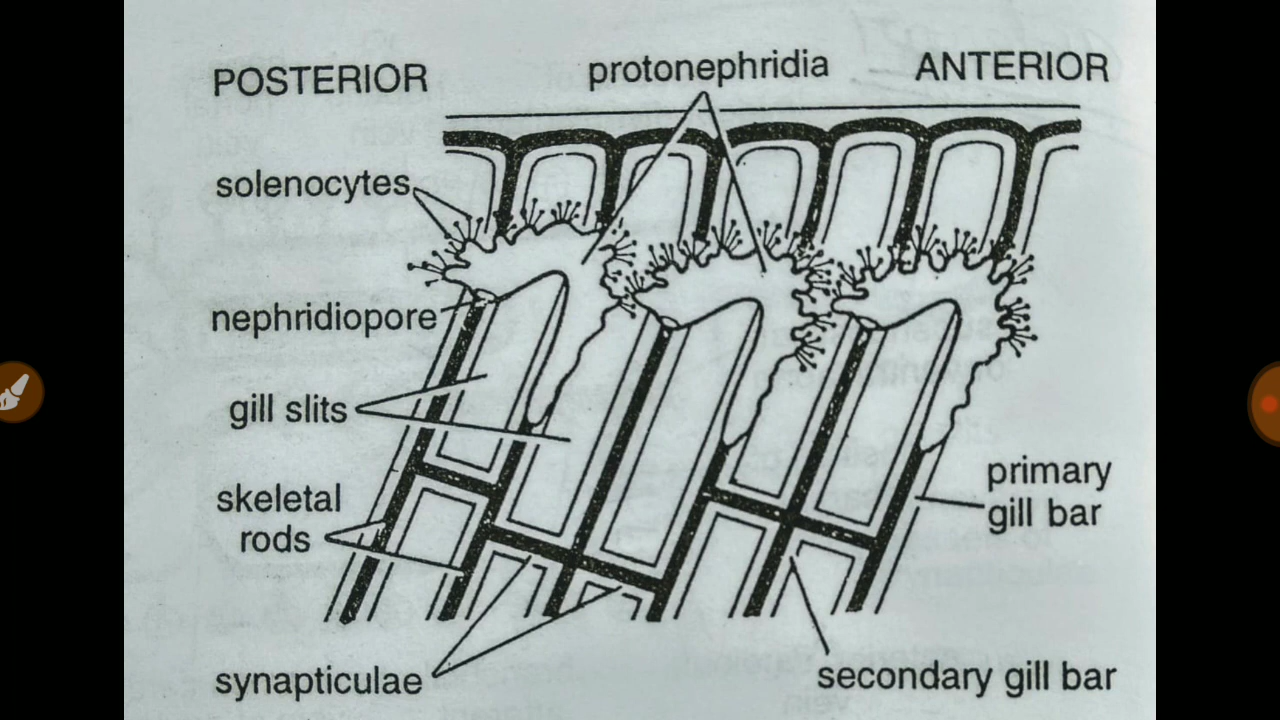 POSTERIOR
protonephridia
ANTERIOR
solenocytes
nephridiopore
gill slits
skeletal
rods
primary
gill bar
synapticulae
secondary gill bar